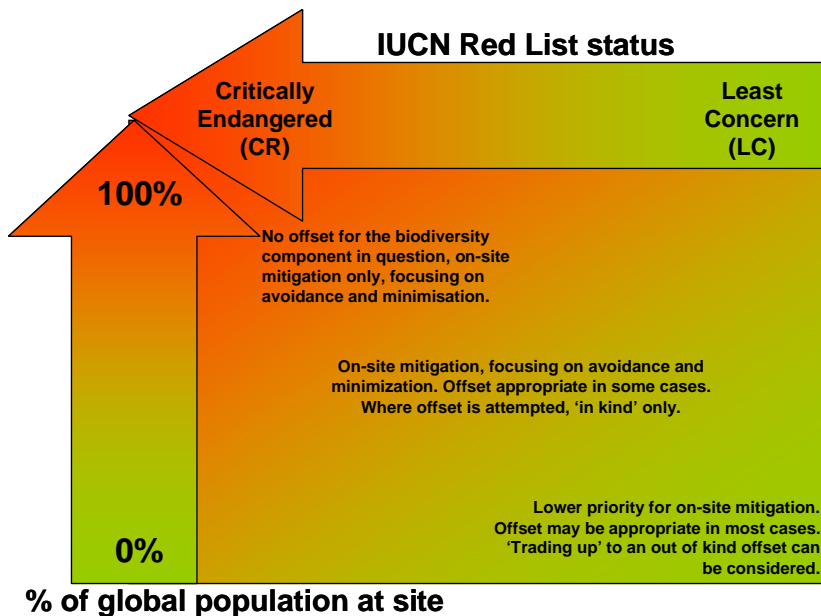 IUCN Red List status
Critically
Endangered
(CR)
Least
Concern
(LC)
100%
No offset for the biodiversity
component in question, on-site
mitigation only, focusing on
avoidance and minimisation.
On-site mitigation, focusing on avoidance and
minimization. Offset appropriate in some cases.
Where offset is attempted, ‘in kind’ only.
Lower priority for on-site mitigation.
Offset may be appropriate in most cases.
‘Trading up’ to an out of kind offset can
be considered.
0%
% of global population at site